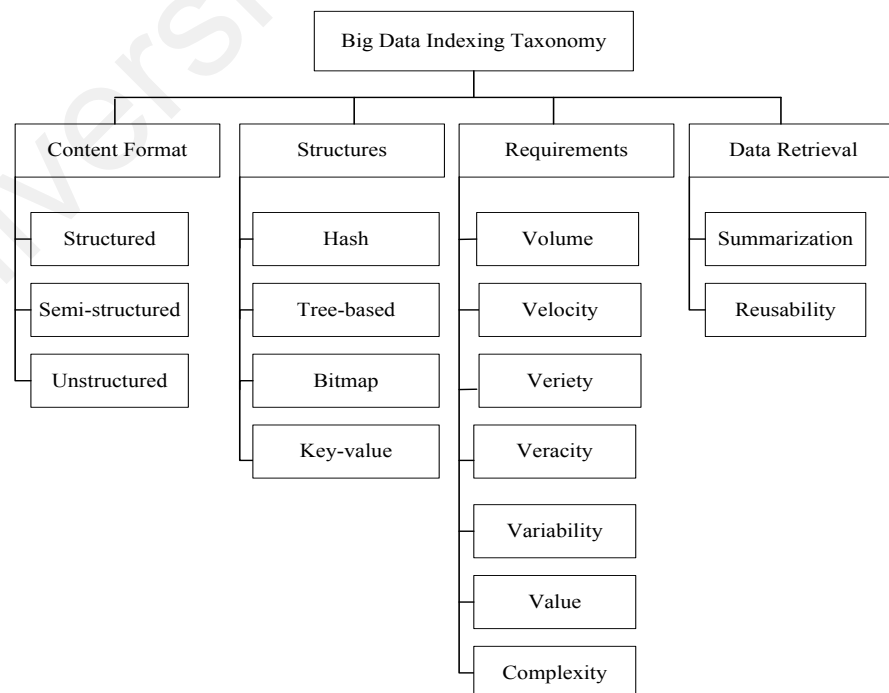 Big Data Indexing Taxonomy
Content Format
Structured
Semi-structured
Unstructured
Structures
Hash
Tree-based
Bitmap
Key-value
Requirements
Volume
Velocity
Veriety
Veracity
Variability
Value
Complexity
Data Retrieval
Summarization
Reusability